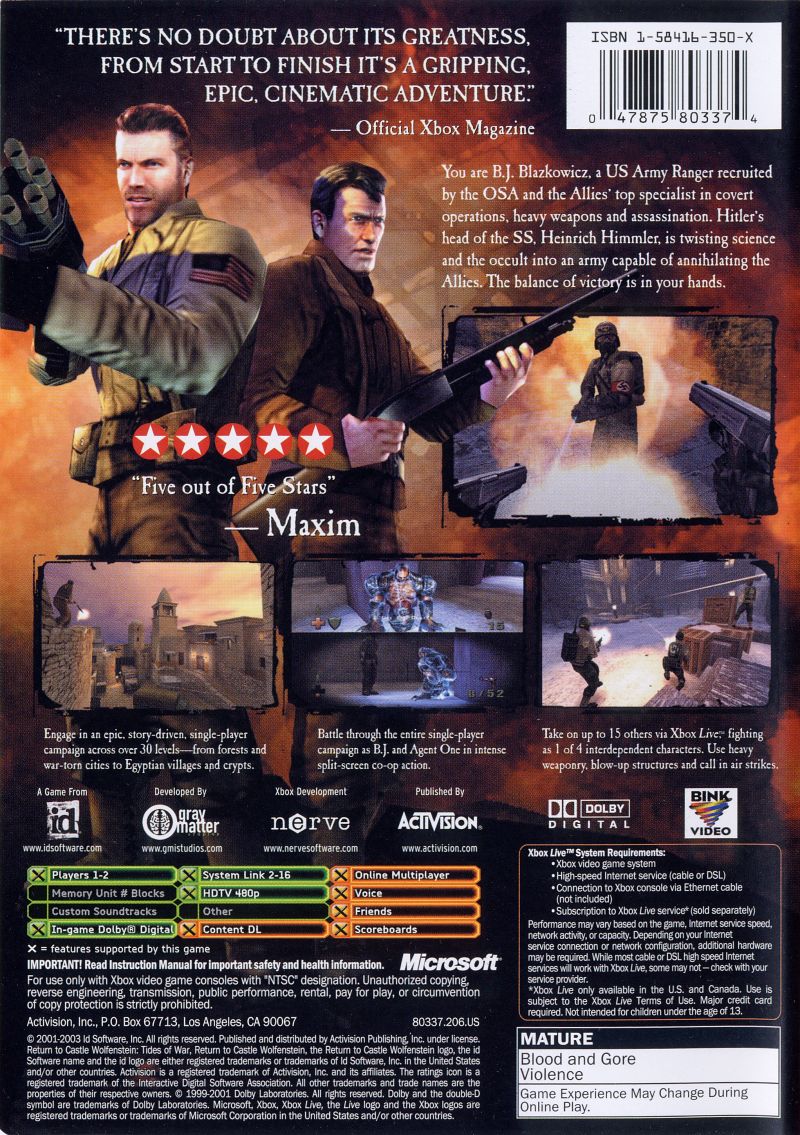 “THERE'S NO DOUBT ABOUT ITS GREATNESS,
FROM START TO FINISH IT'S A GRIPPING,
EPIC, CINEMATIC ADVENTURE.”
— Official Xbox Magazine
ISBN 1-58416-350-X
0 47875 80337 4
You are B.J. Blazkowicz, a US Army Ranger recruited
by the OSA and the Allies' top specialist in covert
operations, heavy weapons and assassination. Hitler's
head of the SS, Heinrich Himmler, is twisting science
and the occult into an army capable of annihilating the
Allies. The balance of victory is in your hands.
“Five out of Five Stars”
— Maxim
15
8/52
Engage in an epic, story-driven, single-player
campaign across over 30 levels—from forests and
war-torn cities to Egyptian villages and crypts.
Battle through the entire single-player
campaign as B.J. and Agent One in intense
split-screen co-op action.
Take on up to 15 others via Xbox Live,™ fighting
as 1 of 4 interdependent characters. Use heavy
weaponry, blow-up structures and call in air strikes.
A Game From
id
www.idsoftware.com
Developed By
gray matter
www.gmistudios.com
Xbox Development
nerve
www.nervesoftware.com
Published By
ACTIVISION®
www.activision.com
DOLBY
DIGITAL
BINK
VIDEO
Players 1-2
System Link 2-16
Online Multiplayer
Memory Unit # Blocks
HDTV 480p
Voice
Custom Soundtracks
Other
Friends
In-game Dolby® Digital
Content DL
Scoreboards
X = features supported by this game
IMPORTANT! Read Instruction Manual for important safety and health information.
Microsoft®
For use only with Xbox video game consoles with "NTSC" designation. Unauthorized copying,
reverse engineering, transmission, public performance, rental, pay for play, or circumvention
of copy protection is strictly prohibited.
Activision, Inc., P.O. Box 67713, Los Angeles, CA 90067
80337.206.US
© 2001-2003 Id Software, Inc. All rights reserved. Published and distributed by Activision Publishing, Inc. under license.
Return to Castle Wolfenstein: Tides of War, Return to Castle Wolfenstein, the Return to Castle Wolfenstein logo, the id
Software name and the id logo are either registered trademarks or trademarks of Id Software, Inc. in the United States
and/or other countries. Activision is a registered trademark of Activision, Inc. and its affiliates. The ratings icon is a
registered trademark of the Interactive Digital Software Association. All other trademarks and trade names are the
properties of their respective owners. © 1999-2001 Dolby Laboratories. All rights reserved. Dolby and the double-D
symbol are trademarks of Dolby Laboratories. Microsoft, Xbox, Xbox Live, the Live logo and the Xbox logos are
registered trademarks or trademarks of Microsoft Corporation in the United States and/or other countries.
Xbox Live™ System Requirements:
• Xbox video game system
• High-speed Internet service (cable or DSL)
• Connection to Xbox console via Ethernet cable
(not included)
• Subscription to Xbox Live service* (sold separately)
Performance may vary based on the game, Internet service speed,
network activity, or capacity. Depending on your Internet
service connection or network configuration, additional hardware
may be required. While most cable or DSL high speed Internet
services will work with Xbox Live, some may not — check with your
service provider.
*Xbox Live only available in the U.S. and Canada. Use is
subject to the Xbox Live Terms of Use. Major credit card
required. Not intended for children under the age of 13.
MATURE
Blood and Gore
Violence
Game Experience May Change During
Online Play.